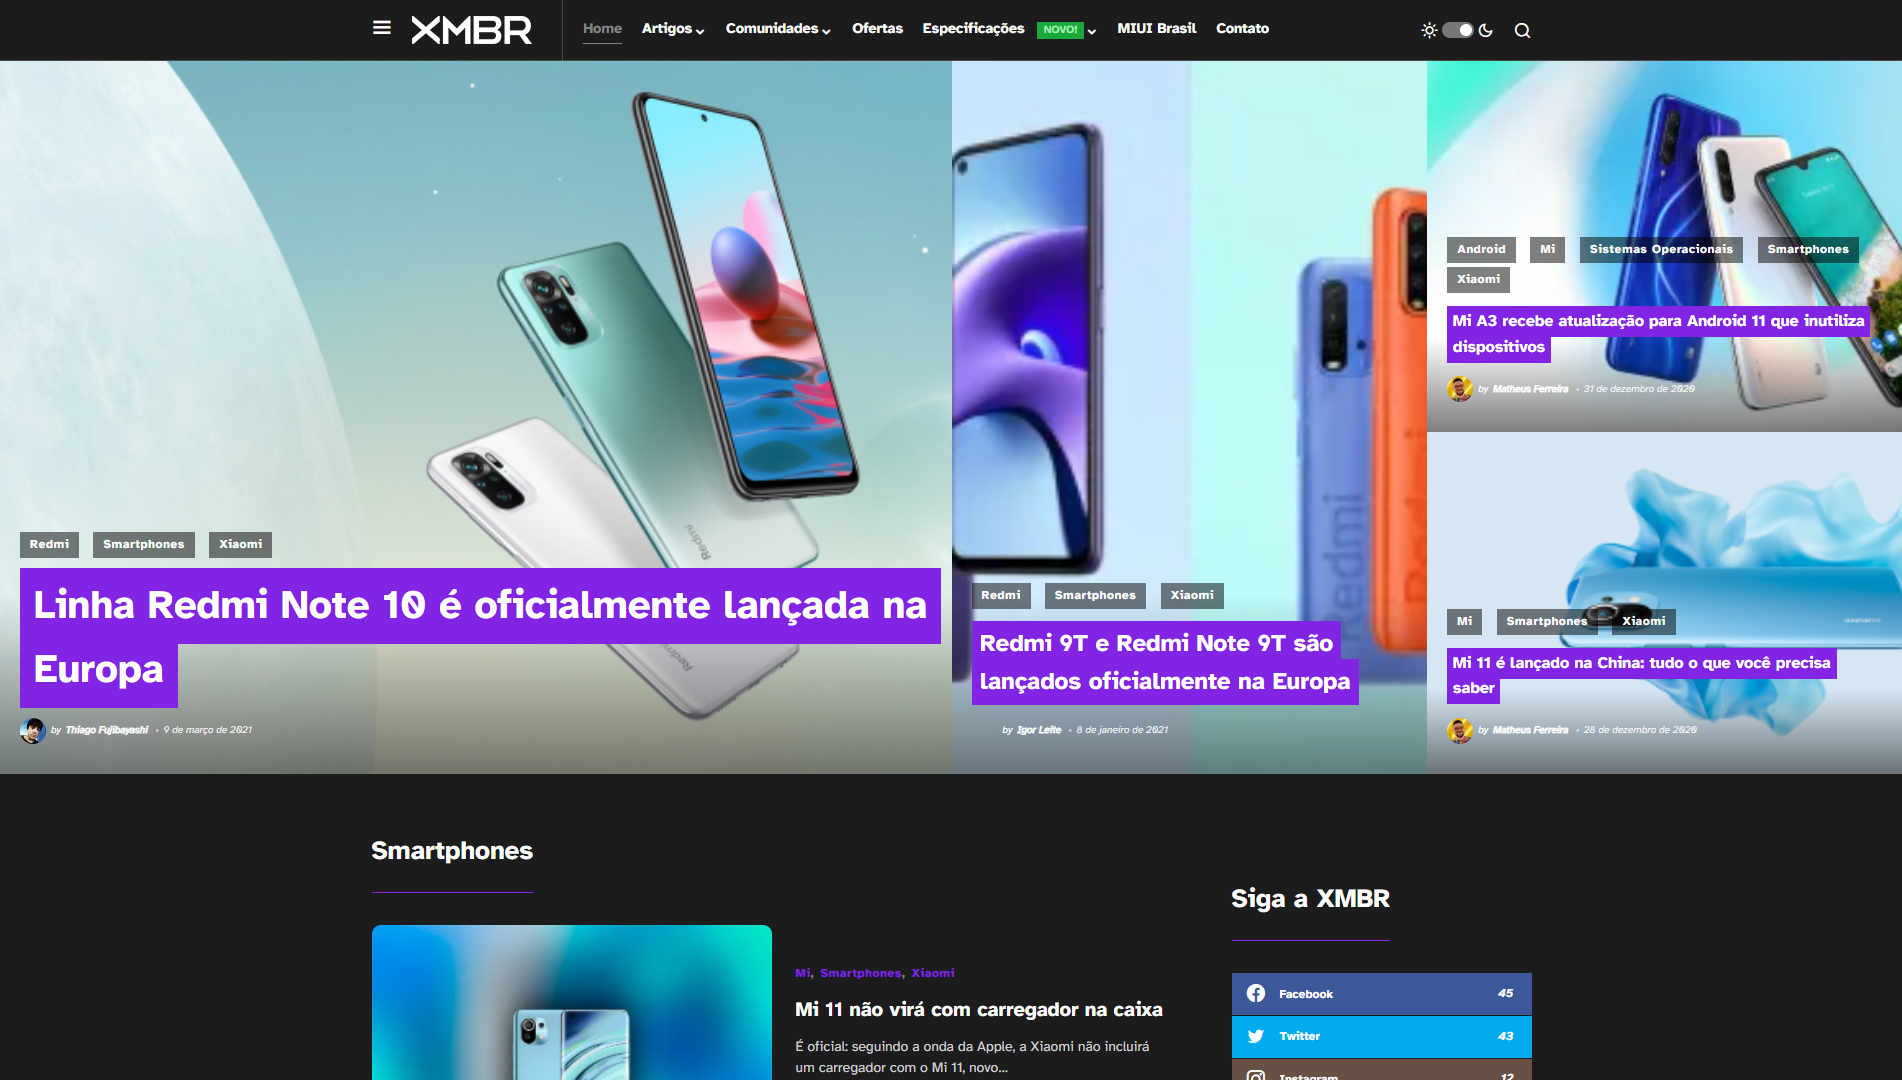 XMBR
Home
Artigos
Comunidades
Ofertas
Especificações
NOVO!
MIUI Brasil
Contato
Redmi
Smartphones
Xiaomi
Linha Redmi Note 10 é oficialmente lançada na
Europa
by Thiago Fujibayashi • 9 de março de 2021
Redmi
Redmi
Redmi
Redmi
Redmi
Smartphones
Xiaomi
Redmi 9T e Redmi Note 9T são
lançados oficialmente na Europa
by Igor Leite • 8 de janeiro de 2021
Android
Mi
Sistemas Operacionais
Smartphones
Xiaomi
Mi A3 recebe atualização para Android 11 que inutiliza
dispositivos
by Matheus Ferreira • 31 de dezembro de 2020
Mi
Smartphones
Xiaomi
Mi 11 é lançado na China: tudo o que você precisa
saber
by Matheus Ferreira • 28 de dezembro de 2020
Smartphones
Mi, Smartphones, Xiaomi
Mi 11 não virá com carregador na caixa
É oficial: seguindo a onda da Apple, a Xiaomi não incluirá
um carregador com o Mi 11, novo...
Siga a XMBR
Facebook 45
Twitter 43
Instagram 12